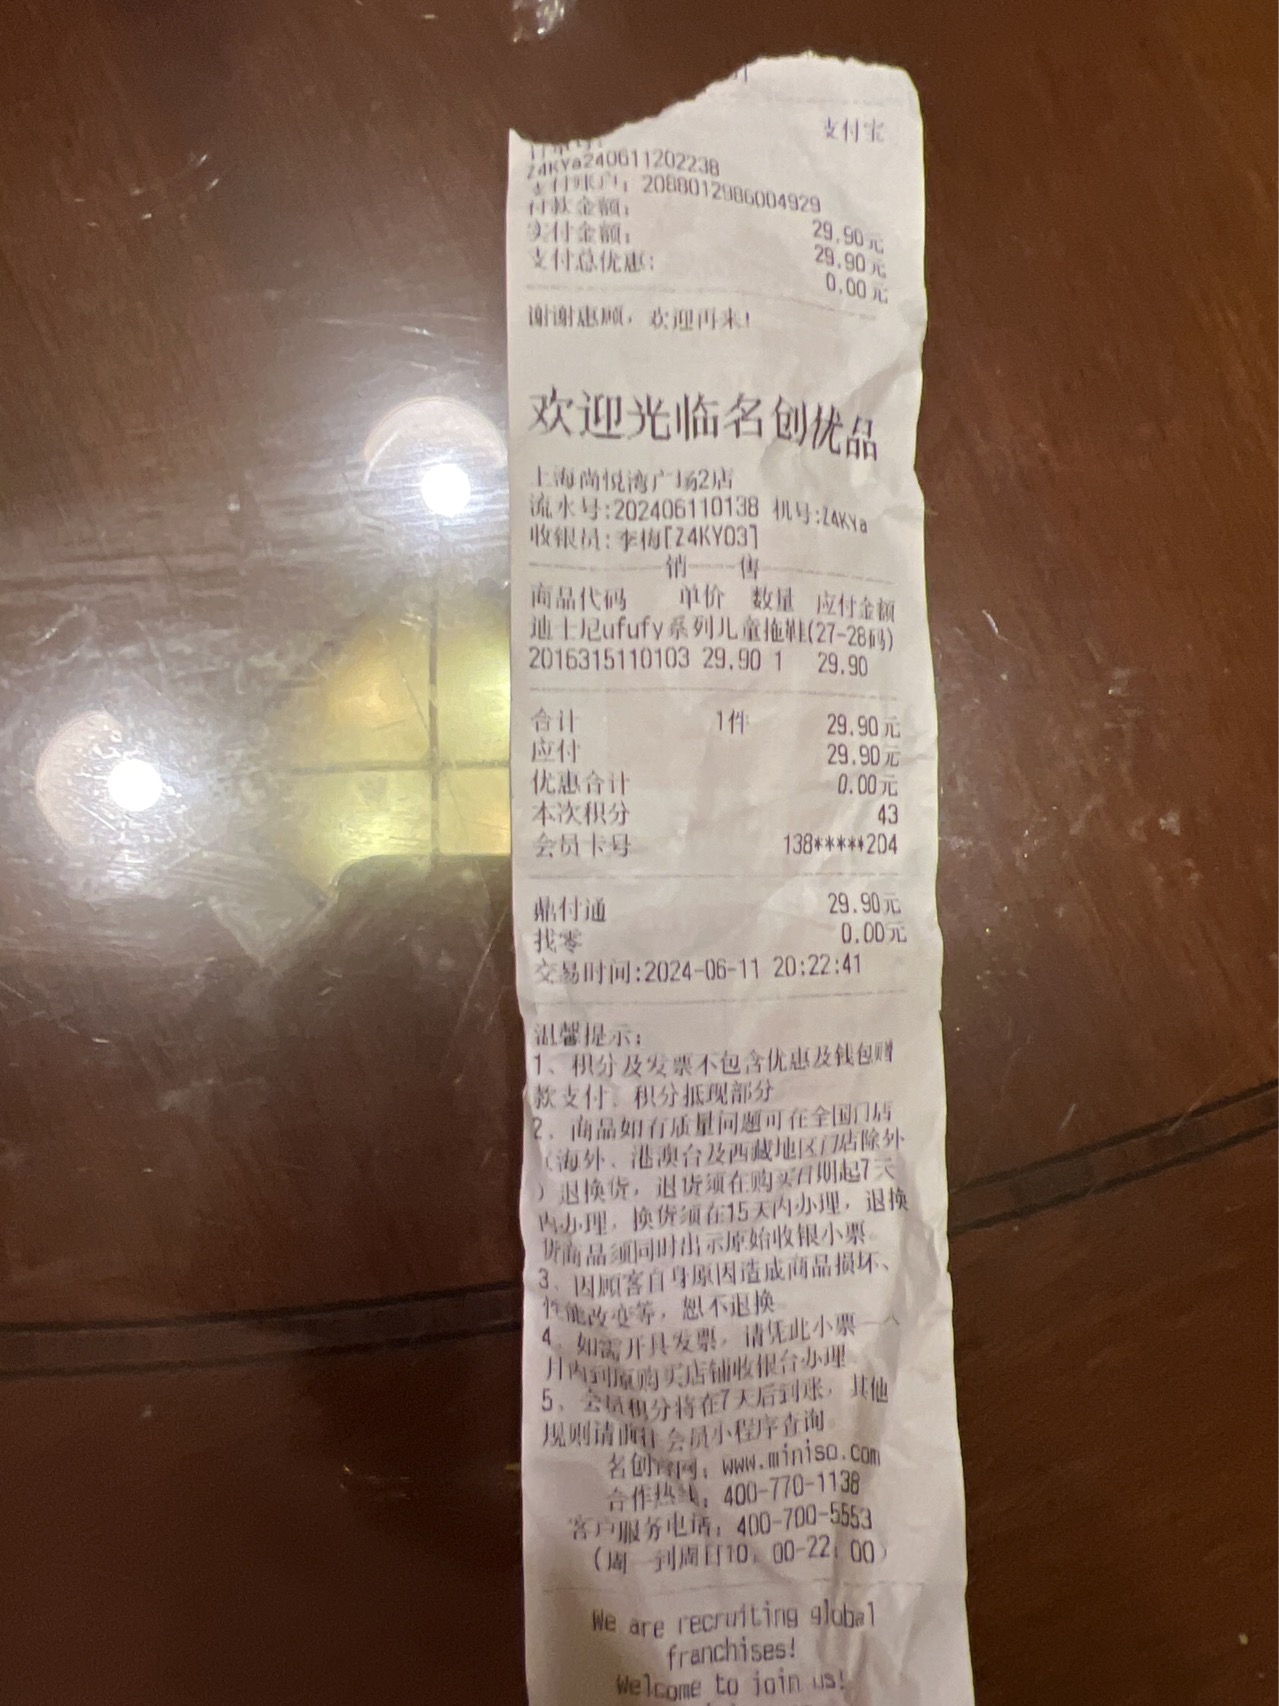 支付宝
Z4KYa240611202238
支付账户: 2088012986004929
付款金额: 29.90元
实付金额: 29.90元
支付总优惠: 0.00元
谢谢惠顾，欢迎再来!
欢迎光临名创优品
上海尚悦湾广场2店
流水号:202406110138 机号:Z4KYa
收银员:李梅[Z4KY03]
销 售
商品代码 单价 数量 应付金额
迪士尼ufufy系列儿童拖鞋(27-28码)
2016315110103 29.90 1 29.90
合计 1件 29.90元
应付 29.90元
优惠合计 0.00元
本次积分 43
会员卡号 138*****204
鼎付通 29.90元
找零 0.00元
交易时间:2024-06-11 20:22:41
温馨提示:
1、积分及发票不包含优惠及钱包赠
款支付、积分抵现部分
2、商品如有质量问题可在全国门店
(海外、港澳台及西藏地区门店除外
)退换货，退货须在购买日期起7天
内办理，换货须在15天内办理，退换
货商品须同时出示原始收银小票
3、因顾客自身原因造成商品损坏、
性能改变等，恕不退换
4、如需开具发票，请凭此小票一个
月内到原购买店铺收银台办理
5、会员积分将在7天后到账，其他
规则请前往会员小程序查询
名创官网: www.miniso.com
合作热线: 400-770-1138
客户服务电话: 400-700-5553
(周一到周日10:00-22:00)
We are recruiting global
franchises!
Welcome to join us!